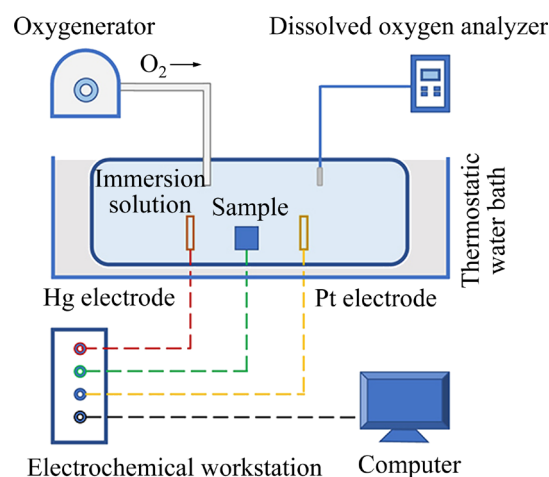 Oxygenerator
Dissolved oxygen analyzer
O₂
Immersion
solution
Sample
Thermostatic
water bath
Hg electrode
Pt electrode
Electrochemical workstation
Computer